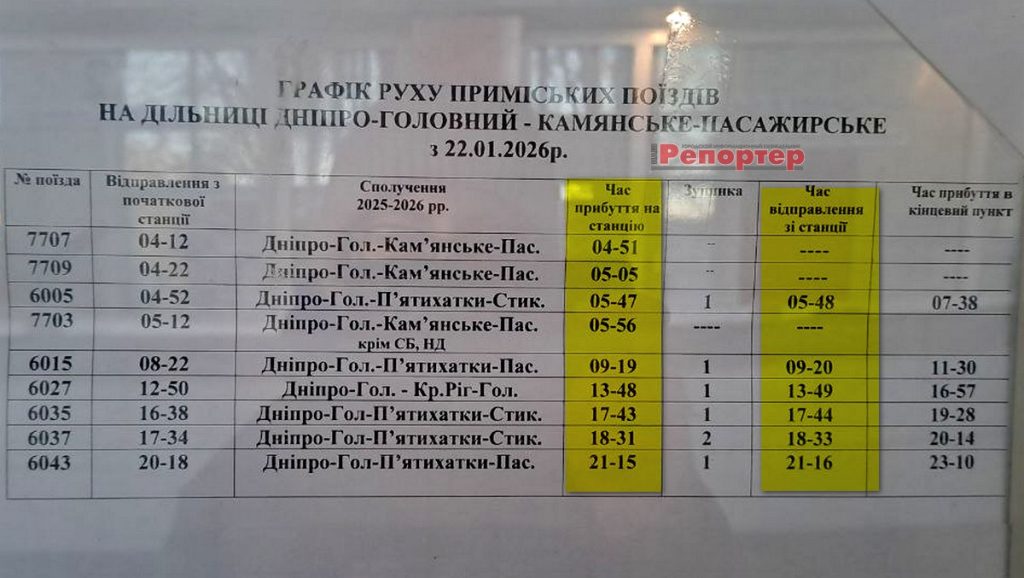 ГРАФІК РУХУ ПРИМІСЬКИХ ПОЇЗДІВ
НА ДІЛЬНИЦІ ДНІПРО-ГОЛОВНИЙ - КАМЯНСЬКЕ-ПАСАЖИРСЬКЕ
з 22.01.2026р.
Репортер
№ поїзда Відправлення з початкової станції Сполучення 2025-2026 рр. Час прибуття на станцію Зупинка Час відправлення зі станції Час прибуття в кінцевий пункт
7707 04-12 Дніпро-Гол.-Кам’янське-Пас. 04-51 -- ---- ----
7709 04-22 Дніпро-Гол.-Кам’янське-Пас. 05-05 -- ---- ----
6005 04-52 Дніпро-Гол.-П’ятихатки-Стик. 05-47 1 05-48 07-38
7703 05-12 Дніпро-Гол.-Кам’янське-Пас. 05-56 ---- ----
крім СБ, НД
6015 08-22 Дніпро-Гол.-П’ятихатки-Пас. 09-19 1 09-20 11-30
6027 12-50 Дніпро-Гол. - Кр.Ріг-Гол. 13-48 1 13-49 16-57
6035 16-38 Дніпро-Гол-П’ятихатки-Стик. 17-43 1 17-44 19-28
6037 17-34 Дніпро-Гол-П’ятихатки-Стик. 18-31 2 18-33 20-14
6043 20-18 Дніпро-Гол-П’ятихатки-Пас. 21-15 1 21-16 23-10